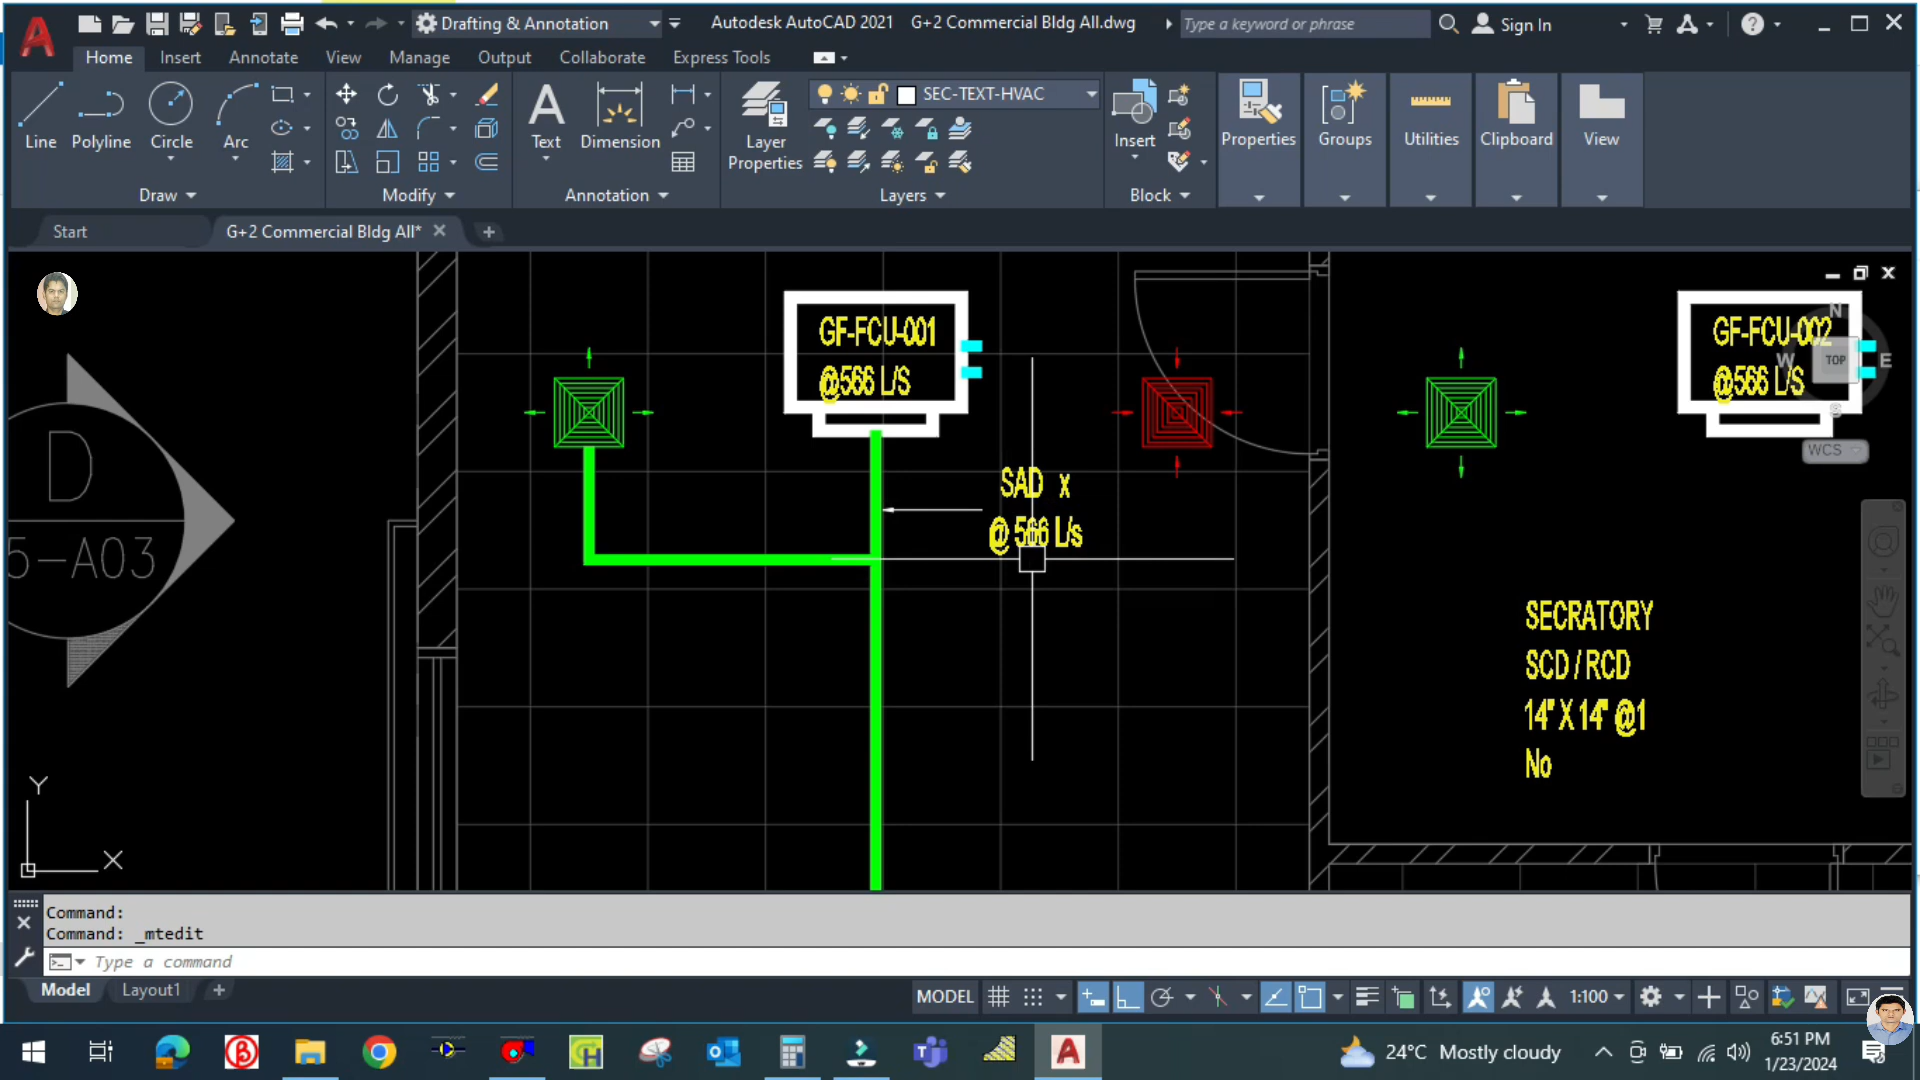 Drafting & Annotation
Autodesk AutoCAD 2021 G+2 Commercial Bldg All.dwg
Type a keyword or phrase
Sign In
Home Insert Annotate View Manage Output Collaborate Express Tools
SEC-TEXT-HVAC
Line Polyline Circle Arc
Text Dimension
Layer
Properties
Insert
Properties Groups Utilities Clipboard View
Draw Modify Annotation Layers Block
Start
G+2 Commercial Bldg All*
GF-FCU-001
@566 L/S
GF-FCU-002
@566 L/S
N
W TOP E
S
WCS
SAD x
@ 566 L/s
D
5-A03
SECRATORY
SCD / RCD
14" X 14" @1
No
Y
X
Command:
Command: _mtedit
Type a command
Model Layout1
MODEL
1:100
24°C Mostly cloudy
6:51 PM
1/23/2024